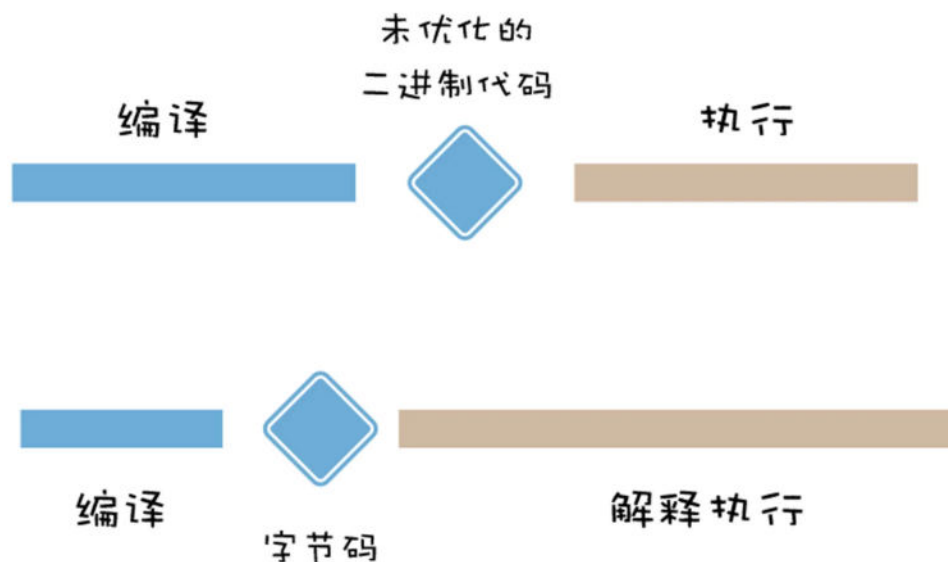 未优化的
二进制代码
编译
执行
编译
字节码
解释执行